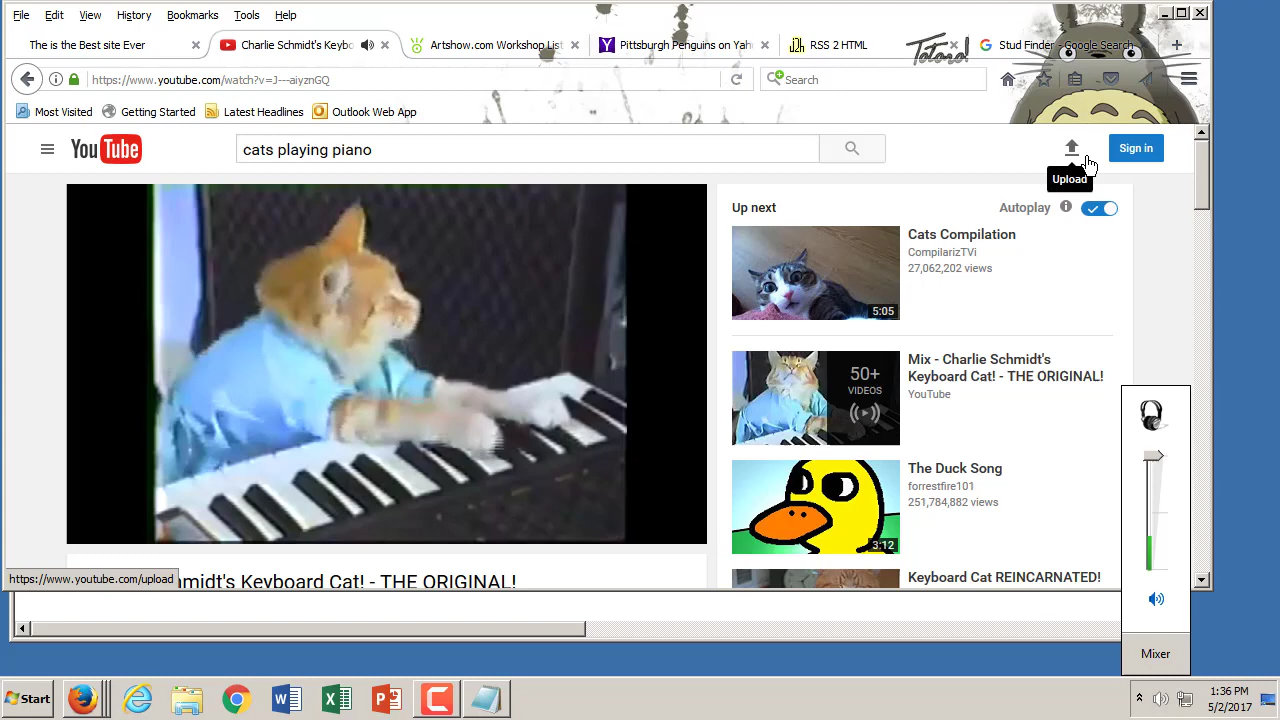 File Edit View History Bookmarks Tools Help
The is the Best site Ever
Charlie Schmidt's Keybo
Artshow.com Workshop List
Pittsburgh Penguins on Yah
RSS 2 HTML
Totoro!
Stud Finder - Google Search
https://www.youtube.com/watch?v=J---aiyznGQ
Search
Most Visited Getting Started Latest Headlines Outlook Web App
YouTube
cats playing piano
Sign in
Upload
Up next
Autoplay
Cats Compilation
CompilarizTVi
27,062,202 views
5:05
Mix - Charlie Schmidt's
Keyboard Cat! - THE ORIGINAL!
YouTube
50+
VIDEOS
The Duck Song
forrestfire101
251,784,882 views
3:12
Keyboard Cat REINCARNATED!
https://www.youtube.com/upload
hmidt's Keyboard Cat! - THE ORIGINAL!
Mixer
Start
1:36 PM
5/2/2017